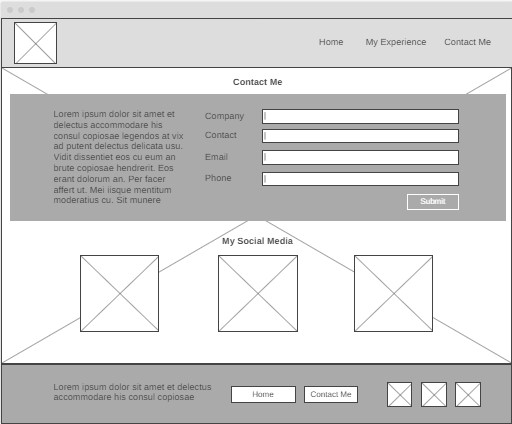 Home My Experience Contact Me
Contact Me
Lorem ipsum dolor sit amet et
delectus accommodare his
consul copiosae legendos at vix
ad putent delectus delicata usu.
Vidit dissentiet eos cu eum an
brute copiosae hendrerit. Eos
erant dolorum an. Per facer
affert ut. Mei iisque mentitum
moderatius cu. Sit munere
Company
Contact
Email
Phone
Submit
My Social Media
Lorem ipsum dolor sit amet et delectus
accommodare his consul copiosae
Home Contact Me